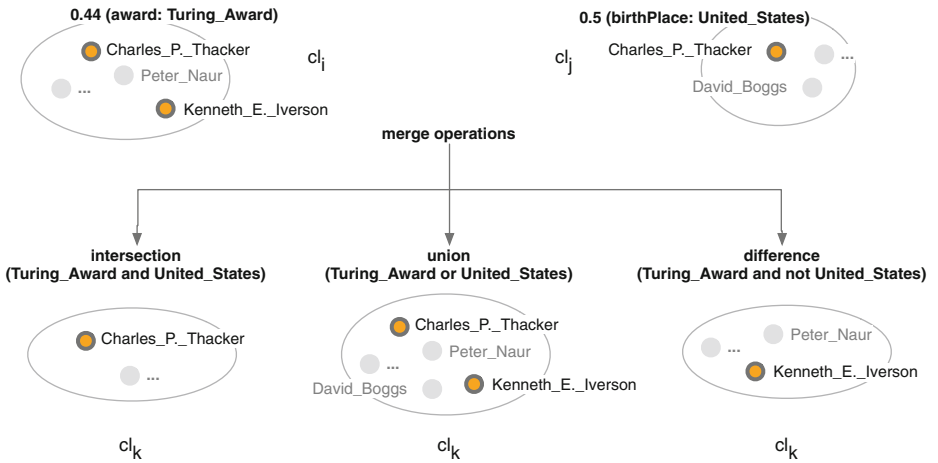 0.44 (award: Turing_Award)
0.5 (birthPlace: United_States)
Charles_P._Thacker
Peter_Naur
...
Kenneth_E._Iverson
cl_i
cl_j
Charles_P._Thacker
...
David_Boggs
merge operations
intersection
(Turing_Award and United_States)
union
(Turing_Award or United_States)
difference
(Turing_Award and not United_States)
Charles_P._Thacker
...
Charles_P._Thacker
Peter_Naur
...
David_Boggs
Kenneth_E._Iverson
Peter_Naur
...
Kenneth_E._Iverson
cl_k
cl_k
cl_k